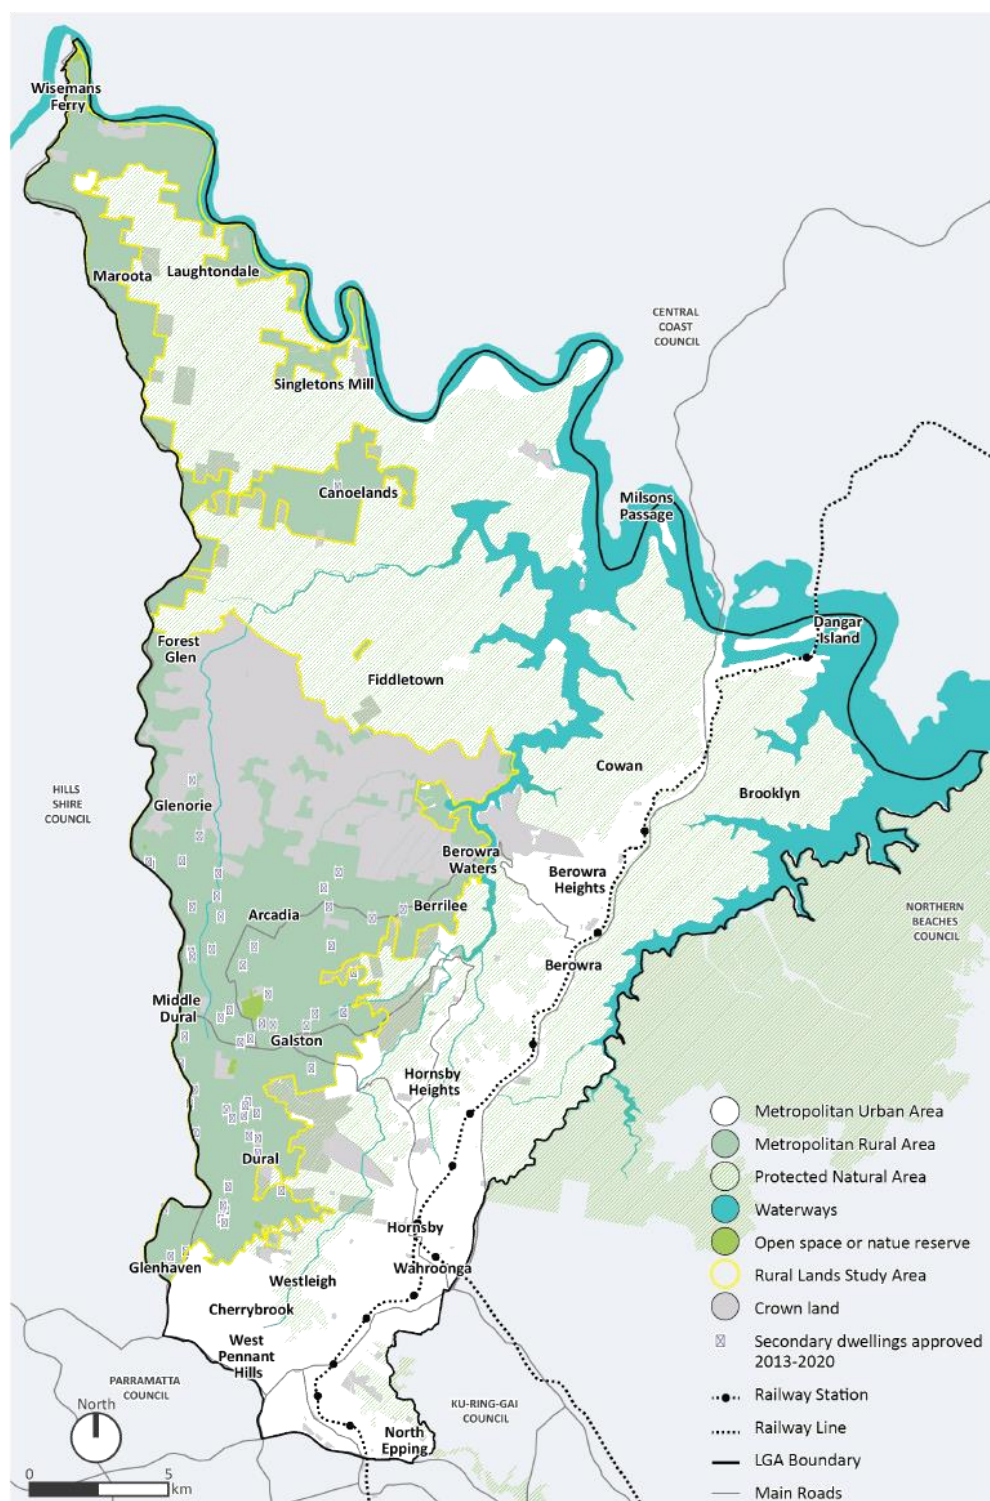 Wisemans
Ferry
Maroota
Laughtondale
CENTRAL
COAST
COUNCIL
Singletons Mill
Canoelands
Milsons
Passage
Dangar
Island
Forest
Glen
Fiddletown
Cowan
Brooklyn
HILLS
SHIRE
COUNCIL
Glenorie
Berowra
Waters
Berowra
Heights
Arcadia
Berrilee
NORTHERN
BEACHES
COUNCIL
Berowra
Middle
Dural
Galston
Hornsby
Heights
Dural
Hornsby
Glenhaven
Wahroonga
Westleigh
Cherrybrook
West
Pennant
Hills
PARRAMATTA
COUNCIL
KU-RING-GAI
COUNCIL
North
Epping
North
0 5
km
Metropolitan Urban Area
Metropolitan Rural Area
Protected Natural Area
Waterways
Open space or natue reserve
Rural Lands Study Area
Crown land
Secondary dwellings approved
2013-2020
Railway Station
Railway Line
LGA Boundary
Main Roads